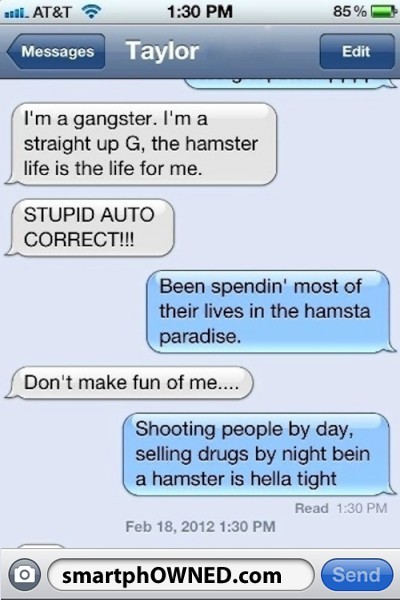 AT&T 1:30 PM 85%
Messages Taylor Edit
I'm a gangster. I'm a
straight up G, the hamster
life is the life for me.
STUPID AUTO
CORRECT!!!
Been spendin' most of
their lives in the hamsta
paradise.
Don't make fun of me....
Shooting people by day,
selling drugs by night bein
a hamster is hella tight
Read 1:30 PM
Feb 18, 2012 1:30 PM
smartphOWNED.com Send